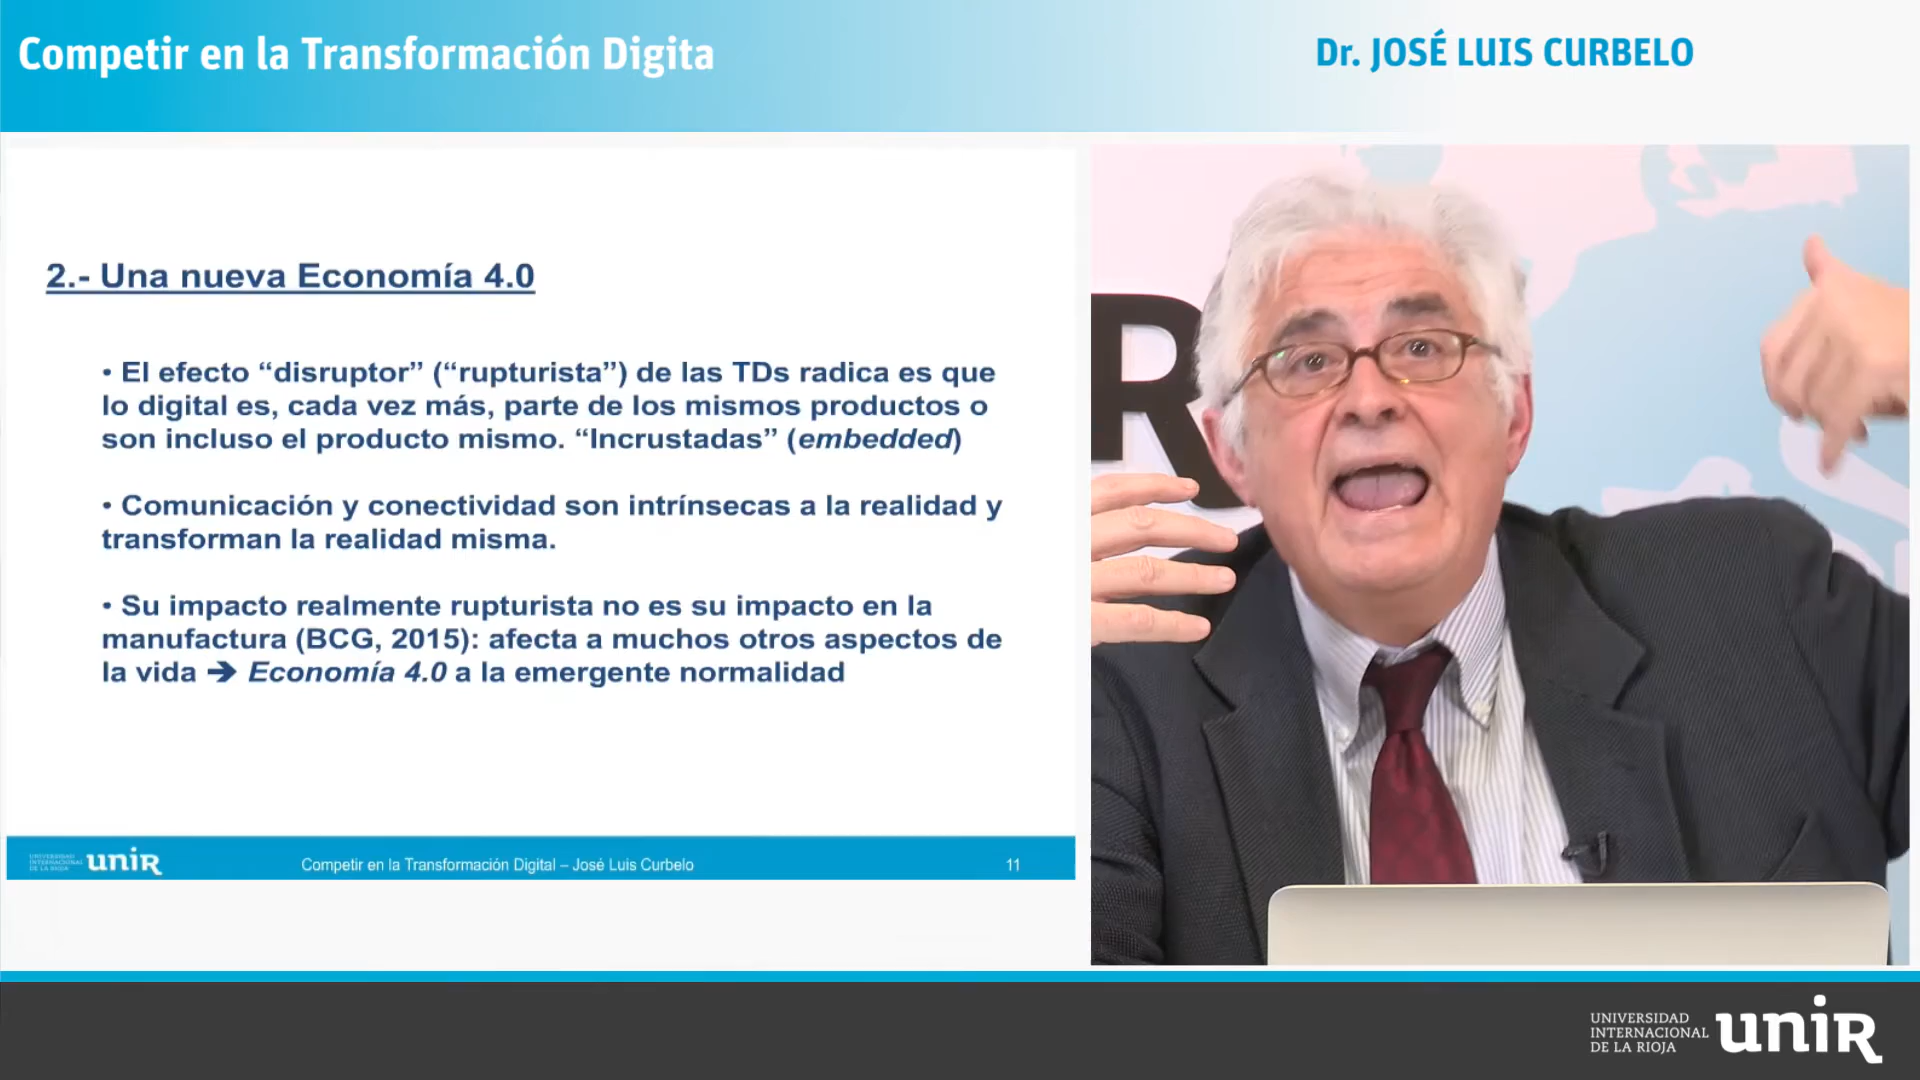 Competir en la Transformación Digita
Dr. JOSÉ LUIS CURBELO
2.- Una nueva Economía 4.0
• El efecto “disruptor” (“rupturista”) de las TDs radica es que
lo digital es, cada vez más, parte de los mismos productos o
son incluso el producto mismo. “Incrustadas” (embedded)
• Comunicación y conectividad son intrínsecas a la realidad y
transforman la realidad misma.
• Su impacto realmente rupturista no es su impacto en la
manufactura (BCG, 2015): afecta a muchos otros aspectos de
la vida ➔ Economía 4.0 a la emergente normalidad
R
UNIVERSIDAD
INTERNACIONAL
DE LA RIOJA
unir
Competir en la Transformación Digital – José Luis Curbelo
11
UNIVERSIDAD
INTERNACIONAL
DE LA RIOJA
unir